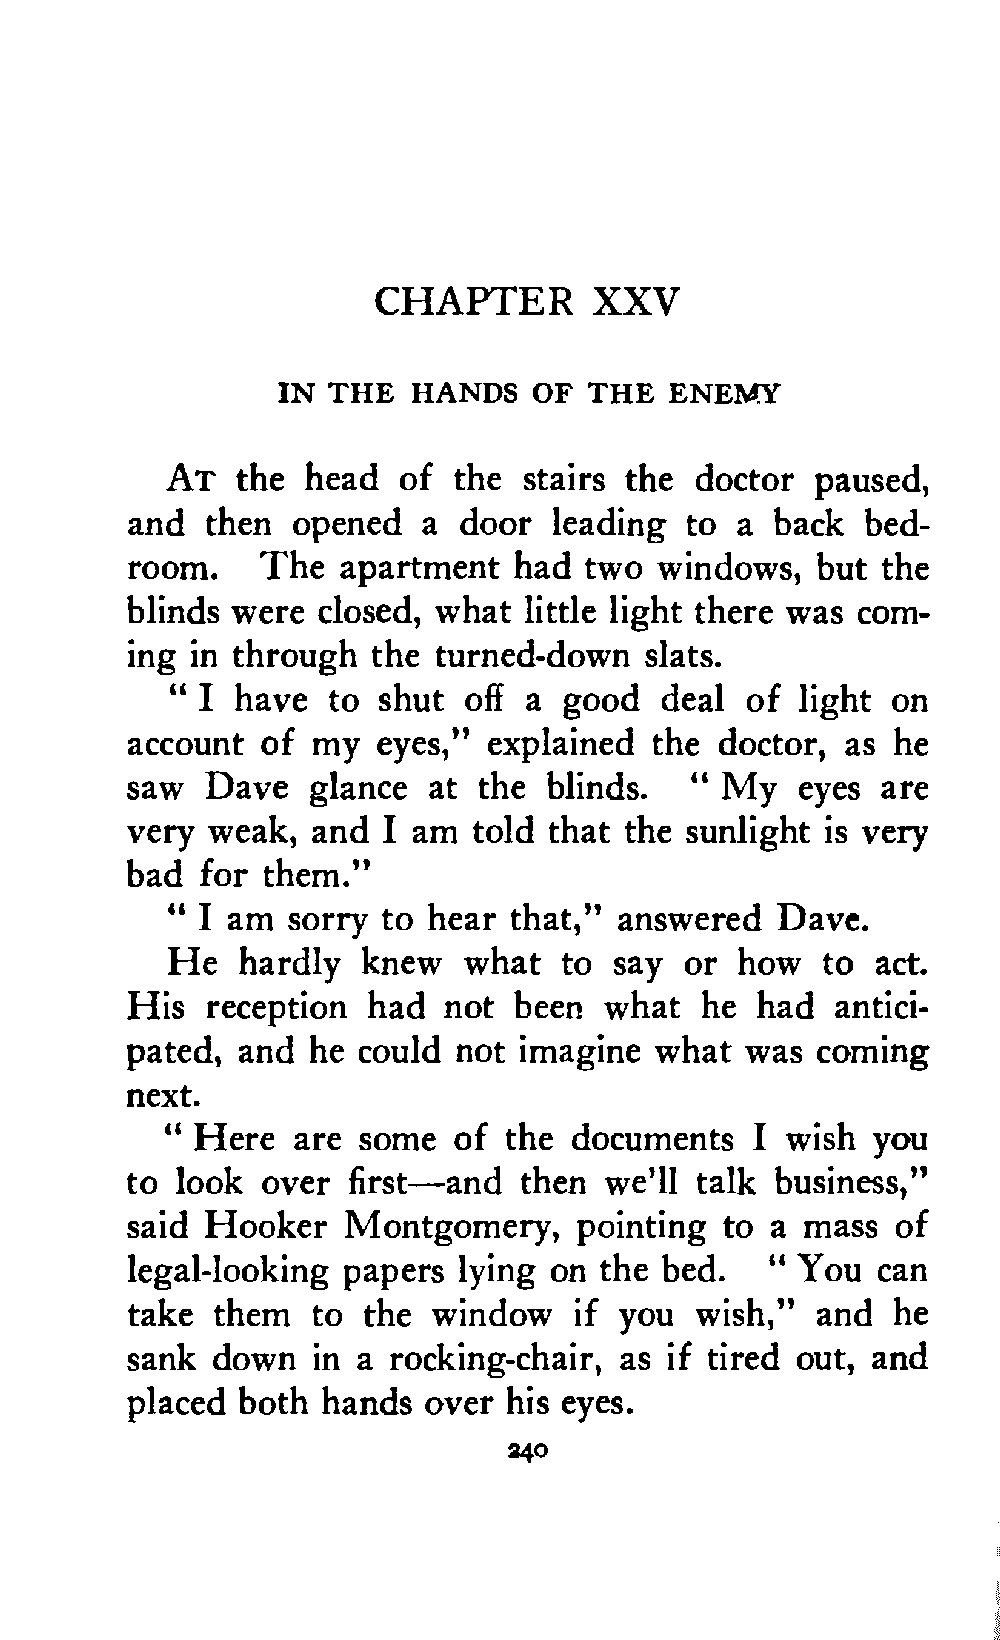 CHAPTER XXV
IN THE HANDS OF THE ENEMY
At the head of the stairs the doctor paused,
and then opened a door leading to a back bed-
room. The apartment had two windows, but the
blinds were closed, what little light there was com-
ing in through the turned-down slats.
" I have to shut off a good deal of light on
account of my eyes," explained the doctor, as he
saw Dave glance at the blinds. " My eyes are
very weak, and I am told that the sunlight is very
bad for them."
" I am sorry to hear that," answered Dave.
He hardly knew what to say or how to act.
His reception had not been what he had antici-
pated, and he could not imagine what was coming
next.
" Here are some of the documents I wish you
to look over first—and then we'll talk business,"
said Hooker Montgomery, pointing to a mass of
legal-looking papers lying on the bed. " You can
take them to the window if you wish," and he
sank down in a rocking-chair, as if tired out, and
placed both hands over his eyes.
240